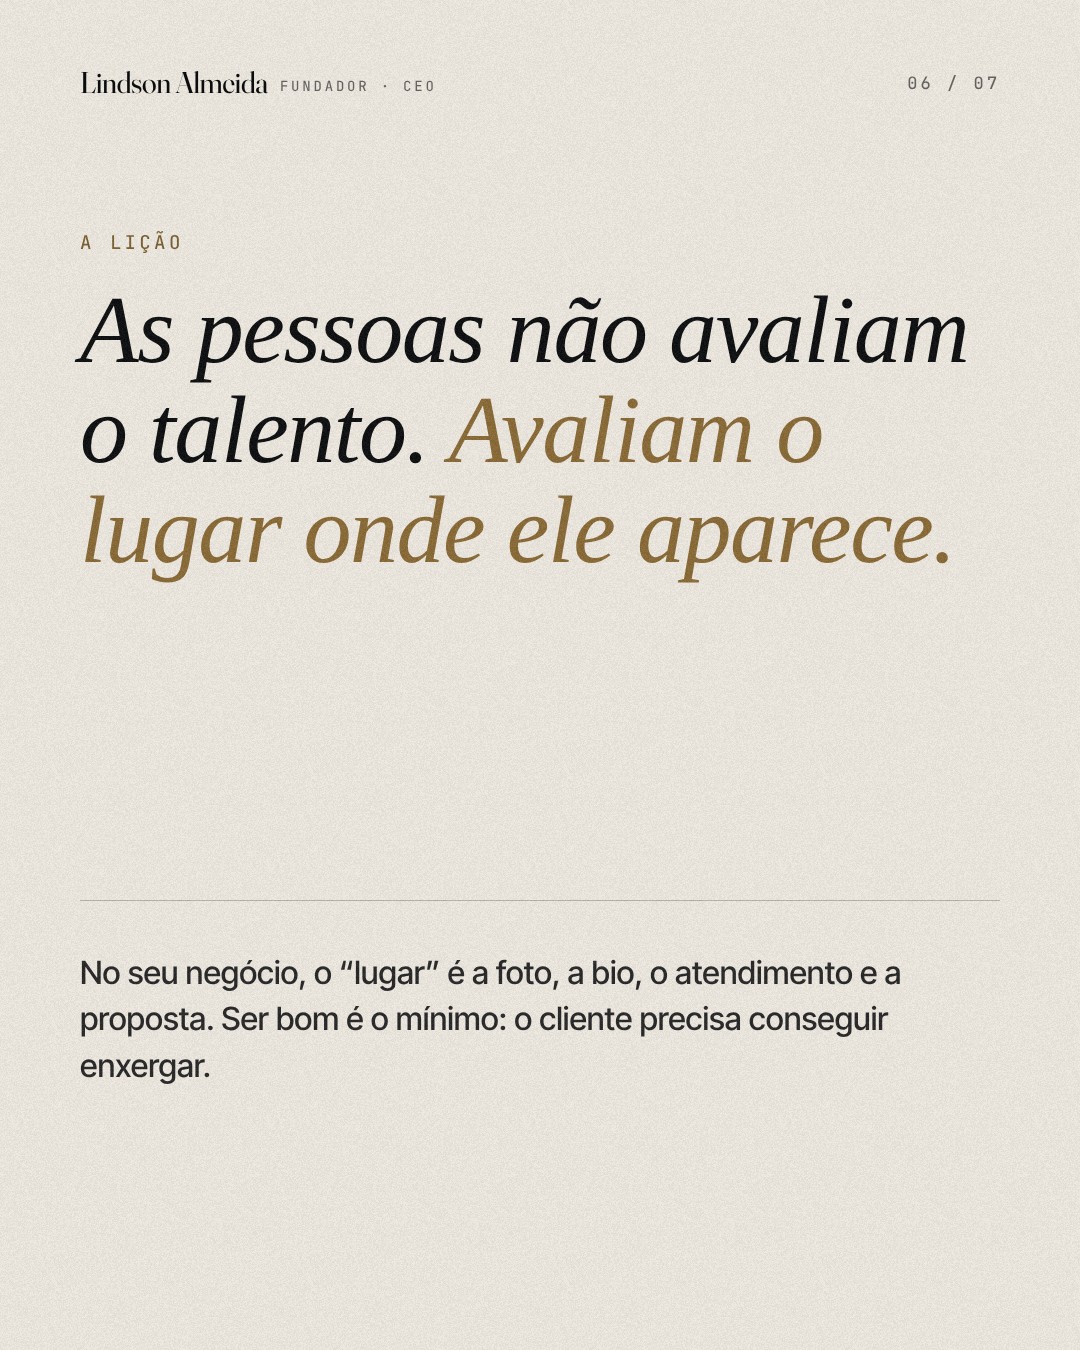 Lindson Almeida FUNDADOR · CEO
06 / 07
A LIÇÃO
As pessoas não avaliam
o talento. Avaliam o
lugar onde ele aparece.
No seu negócio, o “lugar” é a foto, a bio, o atendimento e a
proposta. Ser bom é o mínimo: o cliente precisa conseguir
enxergar.